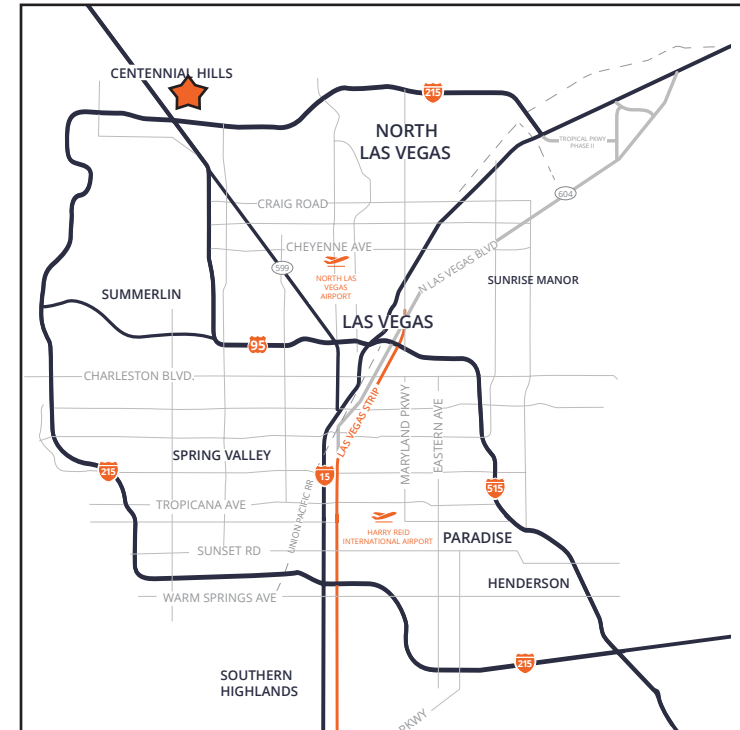 CENTENNIAL HILLS
215
NORTH
LAS VEGAS
TROPICAL PKWY
PHASE II
604
CRAIG ROAD
CHEYENNE AVE
599
NORTH LAS
VEGAS
AIRPORT
N LAS VEGAS BLVD
SUNRISE MANOR
SUMMERLIN
LAS VEGAS
95
CHARLESTON BLVD.
LAS VEGAS STRIP
MARYLAND PKWY
EASTERN AVE
SPRING VALLEY
215
15
515
UNION PACIFIC RR
TROPICANA AVE
HARRY REID
INTERNATIONAL AIRPORT
PARADISE
SUNSET RD
HENDERSON
WARM SPRINGS AVE
215
SOUTHERN
HIGHLANDS
PKWY